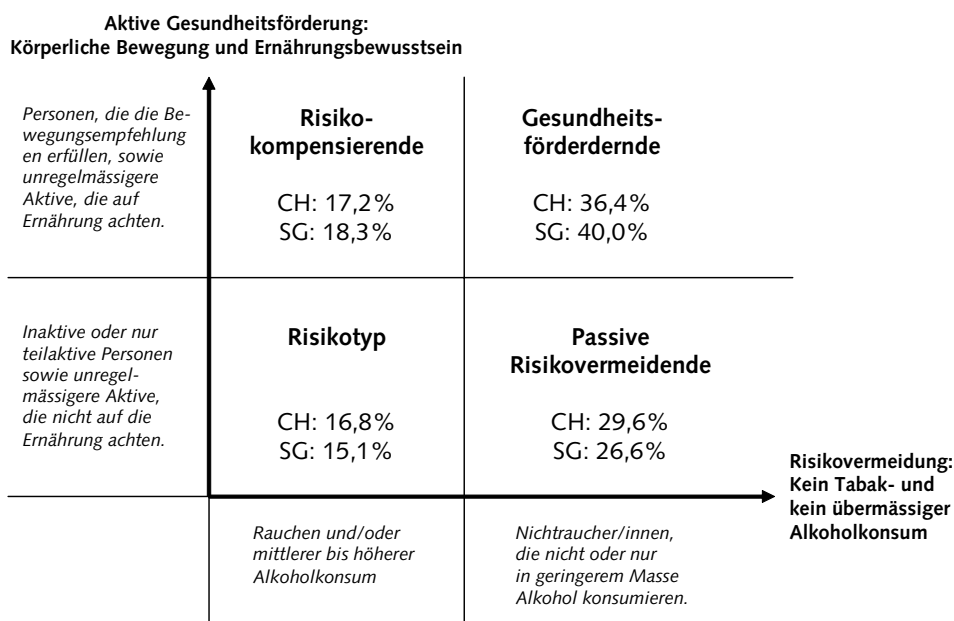 Aktive Gesundheitsförderung:
Körperliche Bewegung und Ernährungsbewusstsein
Personen, die die Be-
wegungsempfehlung
en erfüllen, sowie
unregelmässigere
Aktive, die auf
Ernährung achten.
Risiko-
kompensierende
CH: 17,2%
SG: 18,3%
Gesundheits-
förderdernde
CH: 36,4%
SG: 40,0%
Inaktive oder nur
teilaktive Personen
sowie unregel-
mässigere Aktive,
die nicht auf die
Ernährung achten.
Risikotyp
CH: 16,8%
SG: 15,1%
Passive
Risikovermeidende
CH: 29,6%
SG: 26,6%
Risikovermeidung:
Kein Tabak- und
kein übermässiger
Alkoholkonsum
Rauchen und/oder
mittlerer bis höherer
Alkoholkonsum
Nichtraucher/innen,
die nicht oder nur
in geringerem Masse
Alkohol konsumieren.